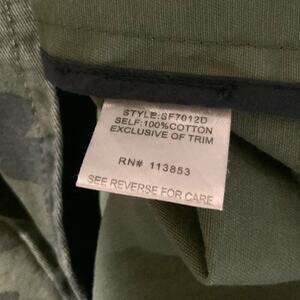 STYLE:SF7012D
SELF:100%COTTON
EXCLUSIVE OF TRIM
RN# 113853
SEE REVERSE FOR CARE